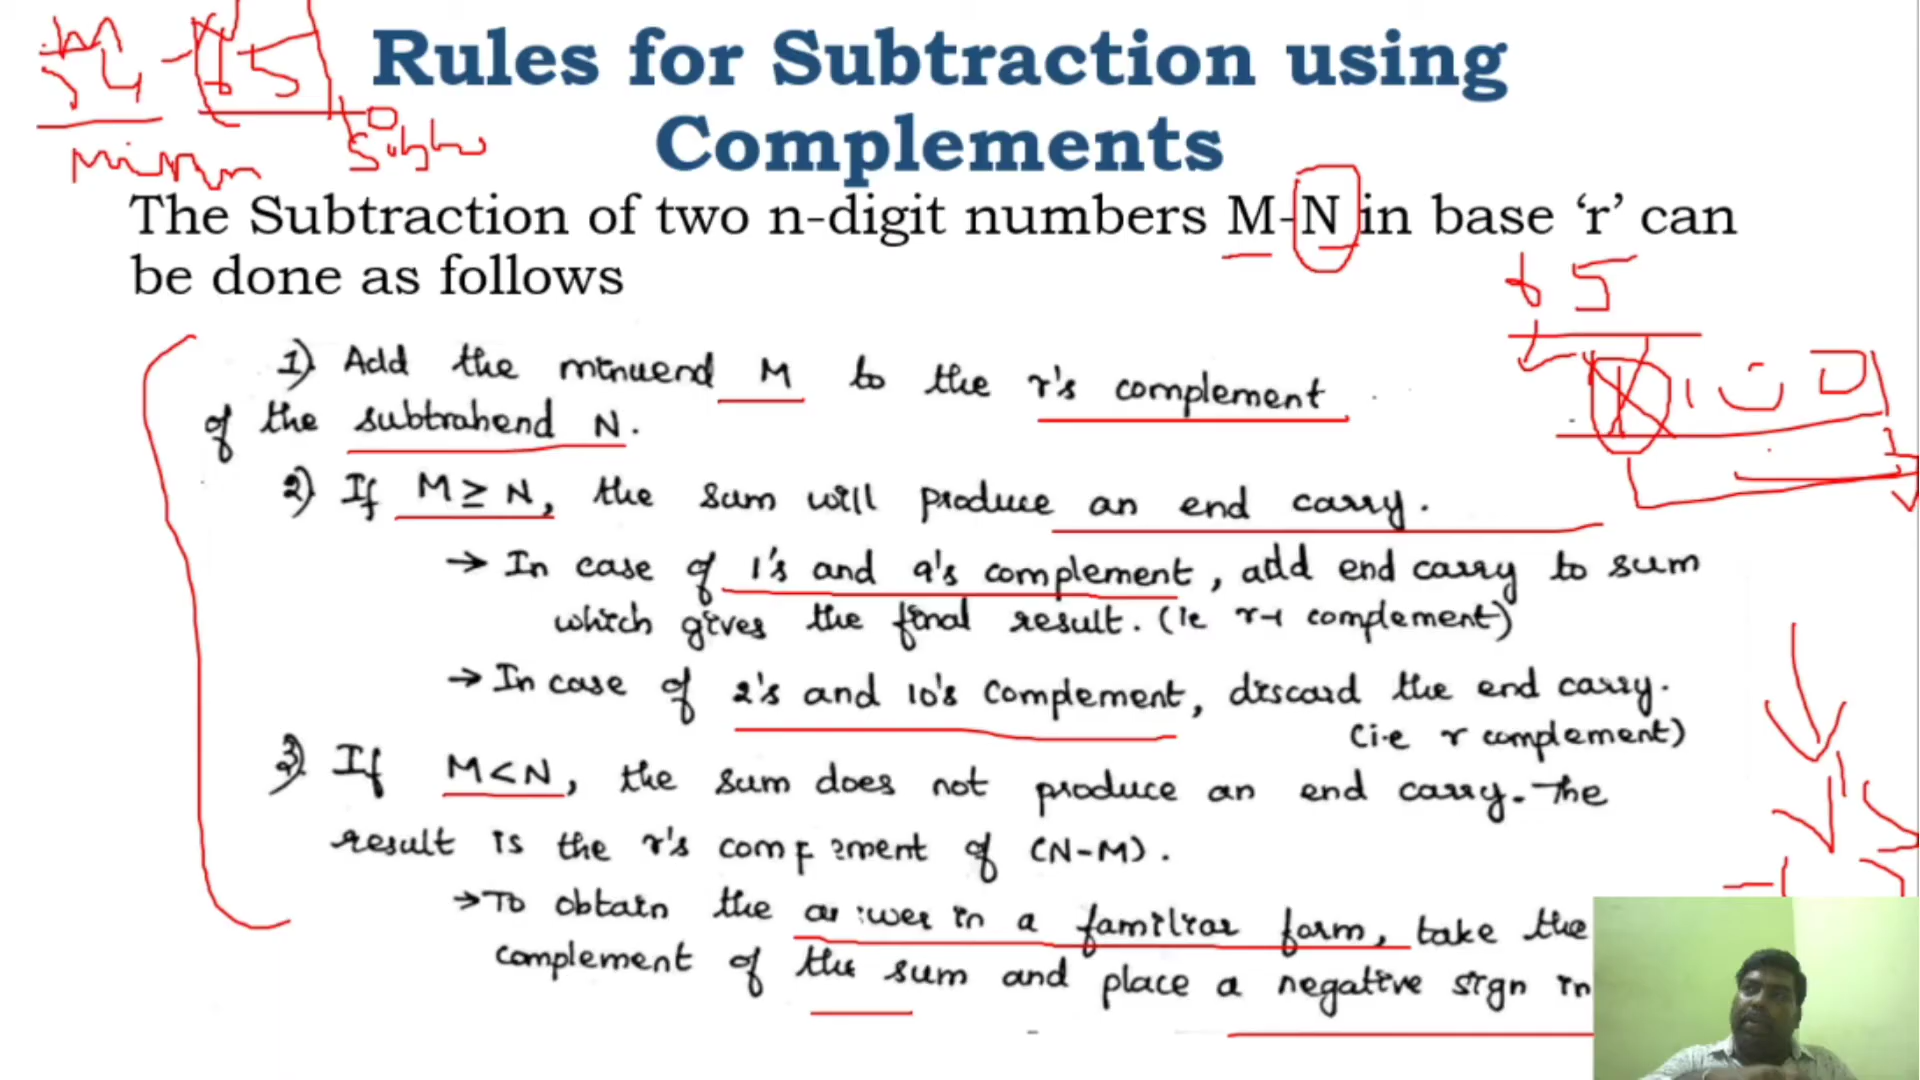 Rules for Subtraction using
Complements
The Subtraction of two n-digit numbers M-N in base ‘r’ can
be done as follows
1) Add the minuend M to the r's complement
of the subtrahend N.
2) If M ≥ N, the sum will produce an end carry.
→ In case of 1's and 9's complement, add end carry to sum
which gives the final result. (ie r-1 complement)
→ In case of 2's and 10's complement, discard the end carry.
(i.e r complement)
3) If M < N, the sum does not produce an end carry. The
result is the r's complement of (N-M).
→ To obtain the answer in a familiar form, take the
complement of the sum and place a negative sign in